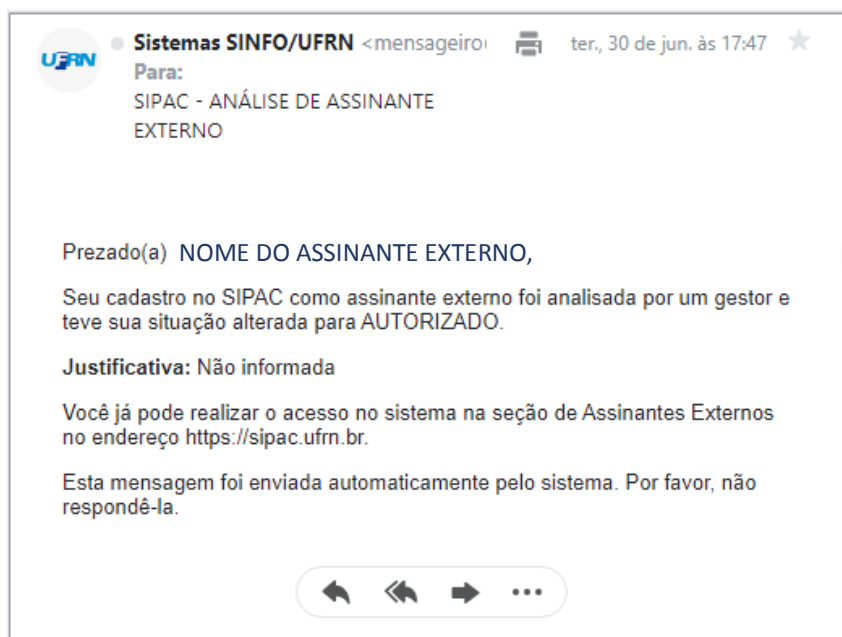 UFRN
Sistemas SINFO/UFRN <mensageiro
ter., 30 de jun. às 17:47
Para:
SIPAC - ANÁLISE DE ASSINANTE
EXTERNO
Prezado(a) NOME DO ASSINANTE EXTERNO,
Seu cadastro no SIPAC como assinante externo foi analisada por um gestor e
teve sua situação alterada para AUTORIZADO.
Justificativa: Não informada
Você já pode realizar o acesso no sistema na seção de Assinantes Externos
no endereço https://sipac.ufrn.br.
Esta mensagem foi enviada automaticamente pelo sistema. Por favor, não
respondê-la.